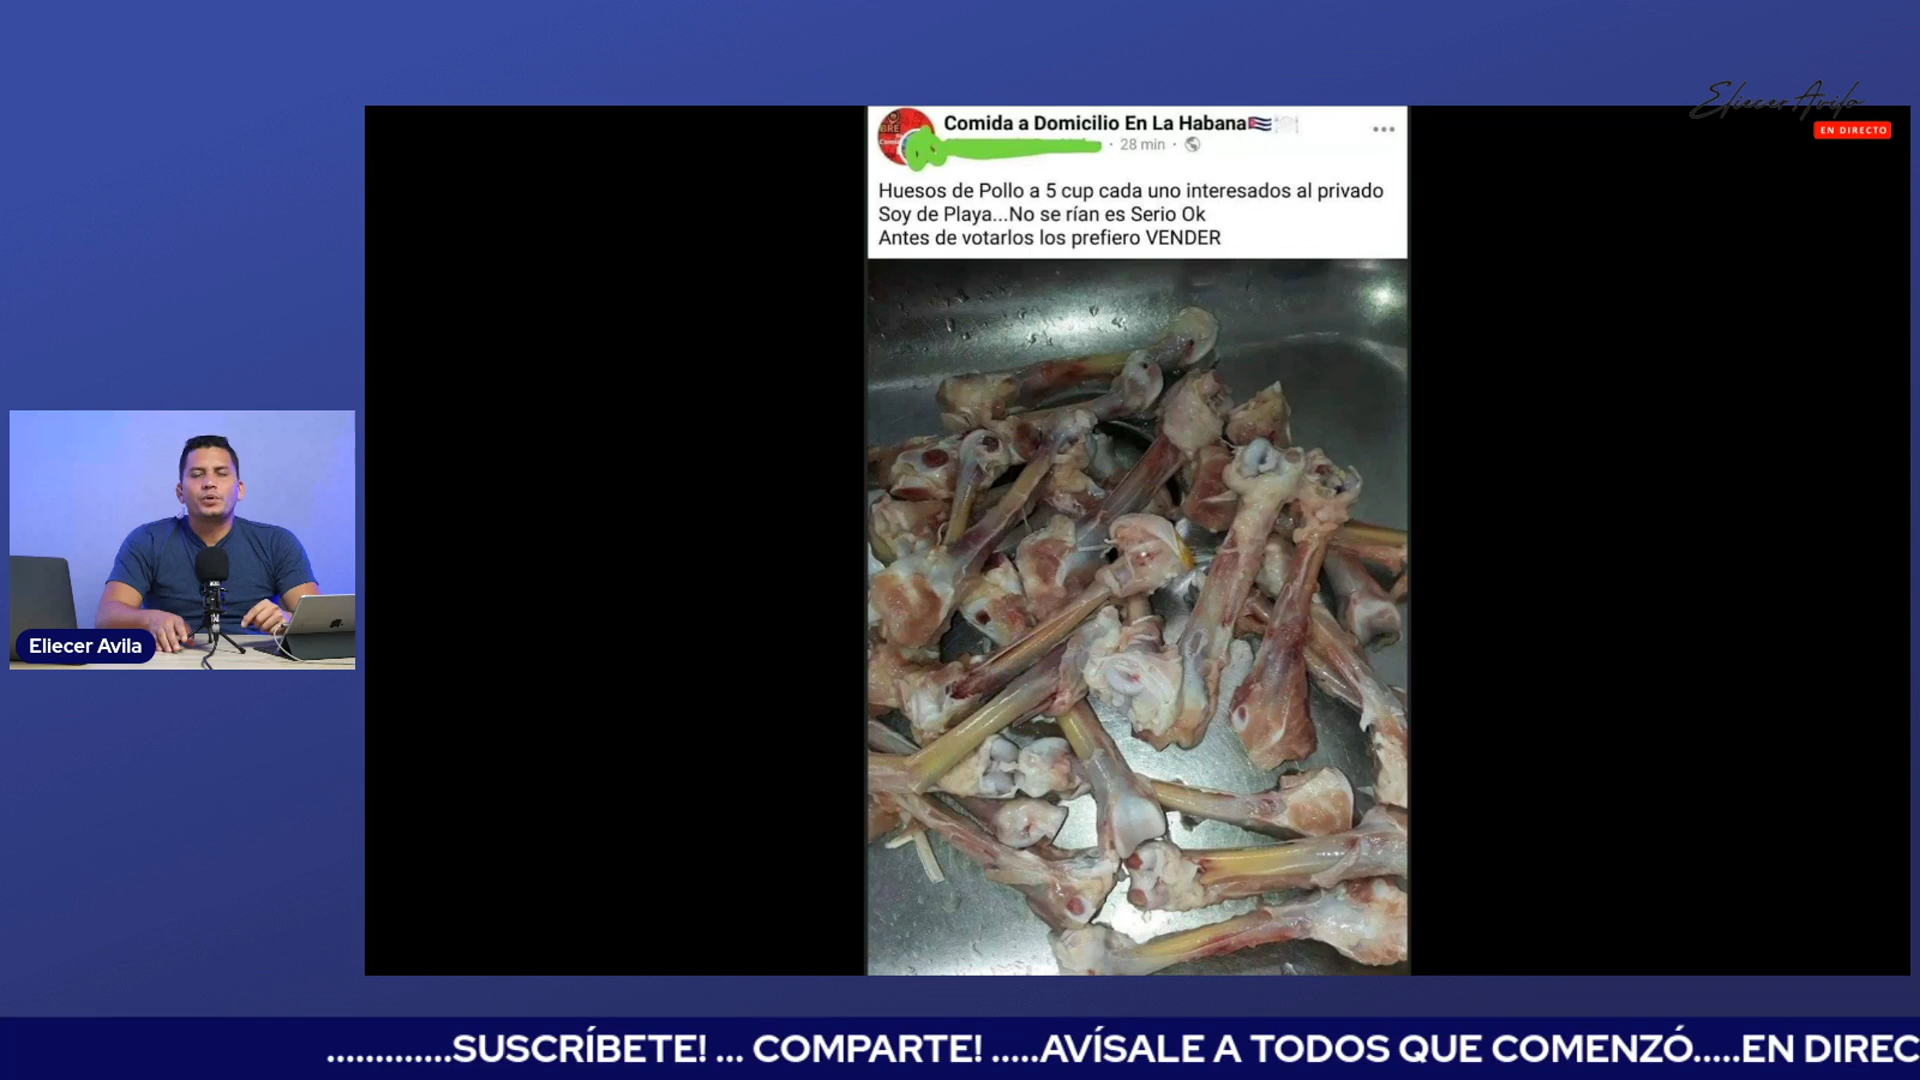 Eliecer Avila
EN DIRECTO
Comida a Domicilio En La Habana🇨🇺🍽️
· 28 min ·
Huesos de Pollo a 5 cup cada uno interesados al privado
Soy de Playa...No se rían es Serio Ok
Antes de votarlos los prefiero VENDER
Eliecer Avila
.............SUSCRÍBETE! ... COMPARTE! .....AVÍSALE A TODOS QUE COMENZÓ.....EN DIREC